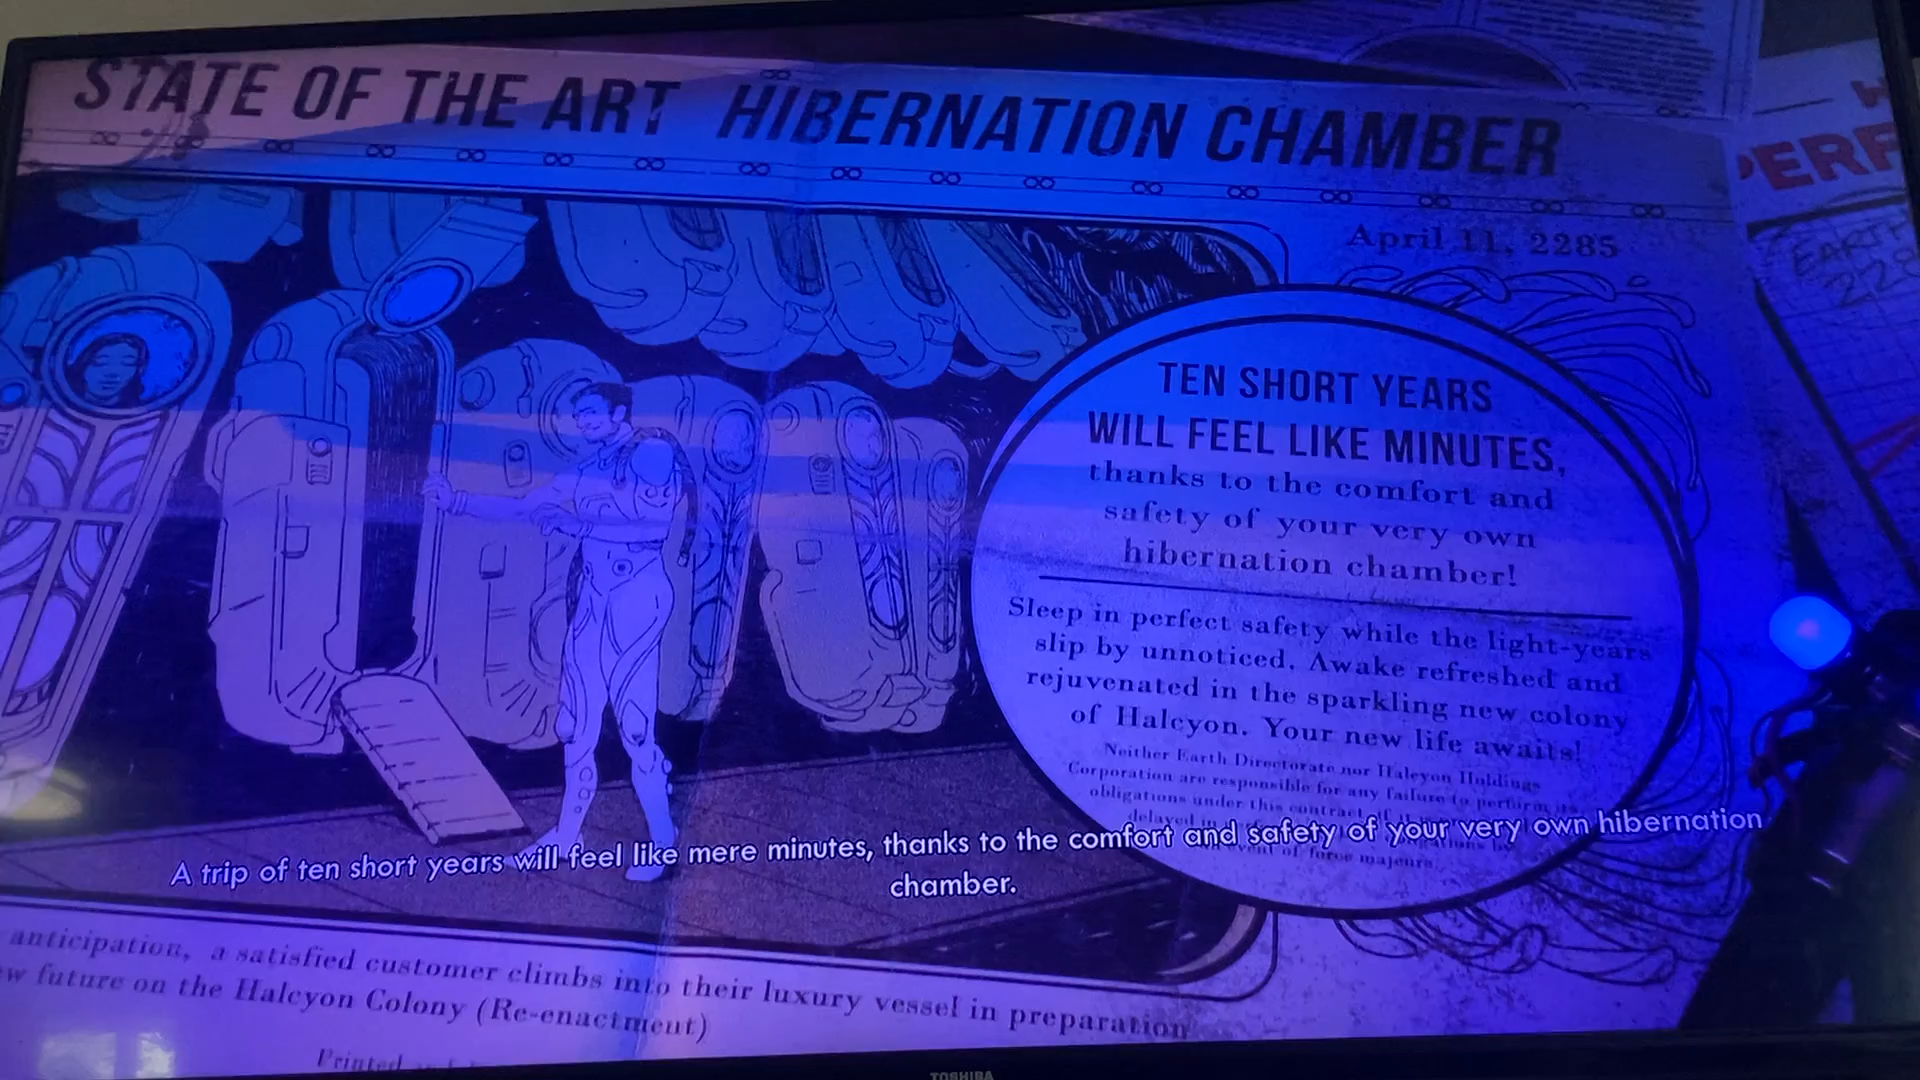 STATE OF THE ART HIBERNATION CHAMBER
PERF
April 11, 2285
EARTH
TEN SHORT YEARS
WILL FEEL LIKE MINUTES,
thanks to the comfort and
safety of your very own
hibernation chamber!
Sleep in perfect safety while the light-years
slip by unnoticed. Awake refreshed and
rejuvenated in the sparkling new colony
of Halcyon. Your new life awaits!
Neither Earth Directorate nor Halcyon Holdings
Corporation are responsible for any failure to perform its
obligations under this contract
delayed
event of force majeure.
A trip of ten short years will feel like mere minutes, thanks to the comfort and safety of your very own hibernation
chamber.
anticipation, a satisfied customer climbs into their luxury vessel in preparation
future on the Halcyon Colony (Re-enactment)
Printed
TOSHIBA